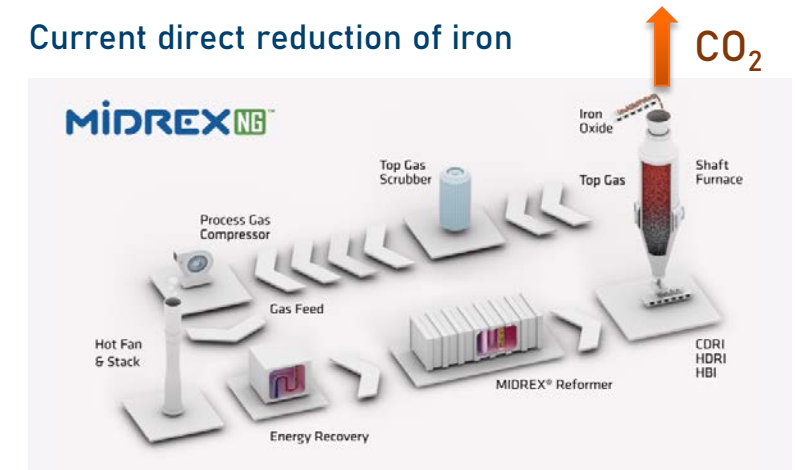 Current direct reduction of iron
CO₂
MIDREX NG™
Iron
Oxide
Top Gas
Scrubber
Top Gas
Shaft
Furnace
Process Gas
Compressor
Gas Feed
Hot Fan
& Stack
CDRI
HDRI
HBI
MIDREX® Reformer
Energy Recovery